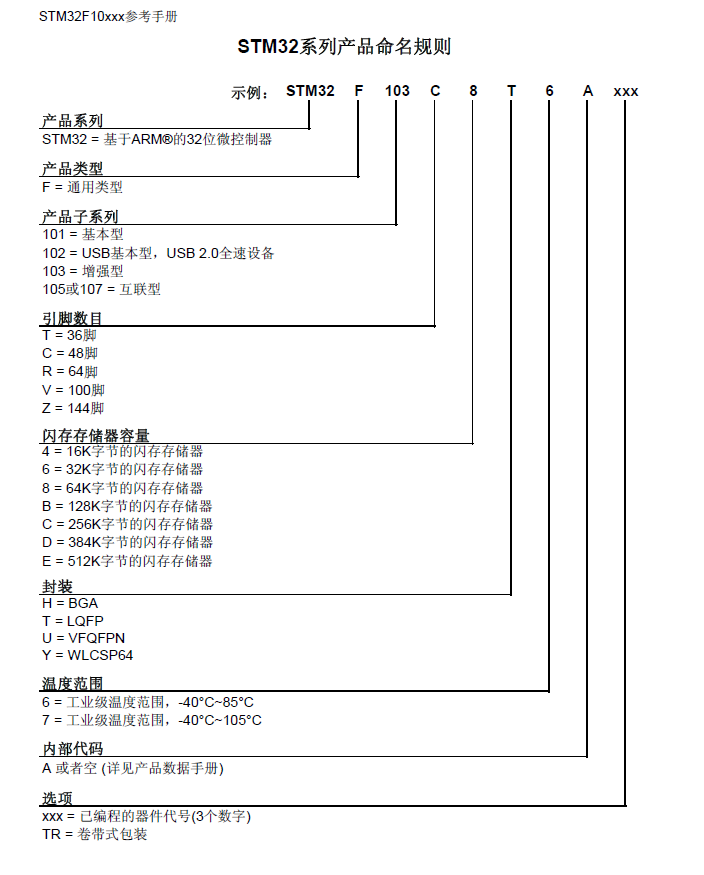 STM32F10xxx参考手册
STM32系列产品命名规则
示例： STM32 F 103 C 8 T 6 A xxx
产品系列
STM32 = 基于ARM®的32位微控制器
产品类型
F = 通用类型
产品子系列
101 = 基本型
102 = USB基本型，USB 2.0全速设备
103 = 增强型
105或107 = 互联型
引脚数目
T = 36脚
C = 48脚
R = 64脚
V = 100脚
Z = 144脚
闪存存储器容量
4 = 16K字节的闪存存储器
6 = 32K字节的闪存存储器
8 = 64K字节的闪存存储器
B = 128K字节的闪存存储器
C = 256K字节的闪存存储器
D = 384K字节的闪存存储器
E = 512K字节的闪存存储器
封装
H = BGA
T = LQFP
U = VFQFPN
Y = WLCSP64
温度范围
6 = 工业级温度范围，-40°C~85°C
7 = 工业级温度范围，-40°C~105°C
内部代码
A 或者空 (详见产品数据手册)
选项
xxx = 已编程的器件代号(3个数字)
TR = 卷带式包装